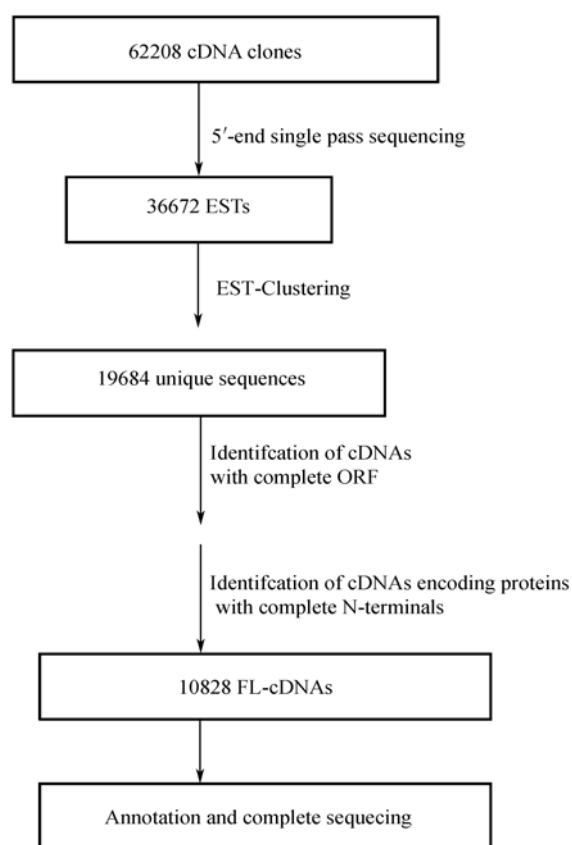 62208 cDNA clones
5′-end single pass sequencing
36672 ESTs
EST-Clustering
19684 unique sequences
Identifcation of cDNAs
with complete ORF
Identifcation of cDNAs encoding proteins
with complete N-terminals
10828 FL-cDNAs
Annotation and complete sequecing